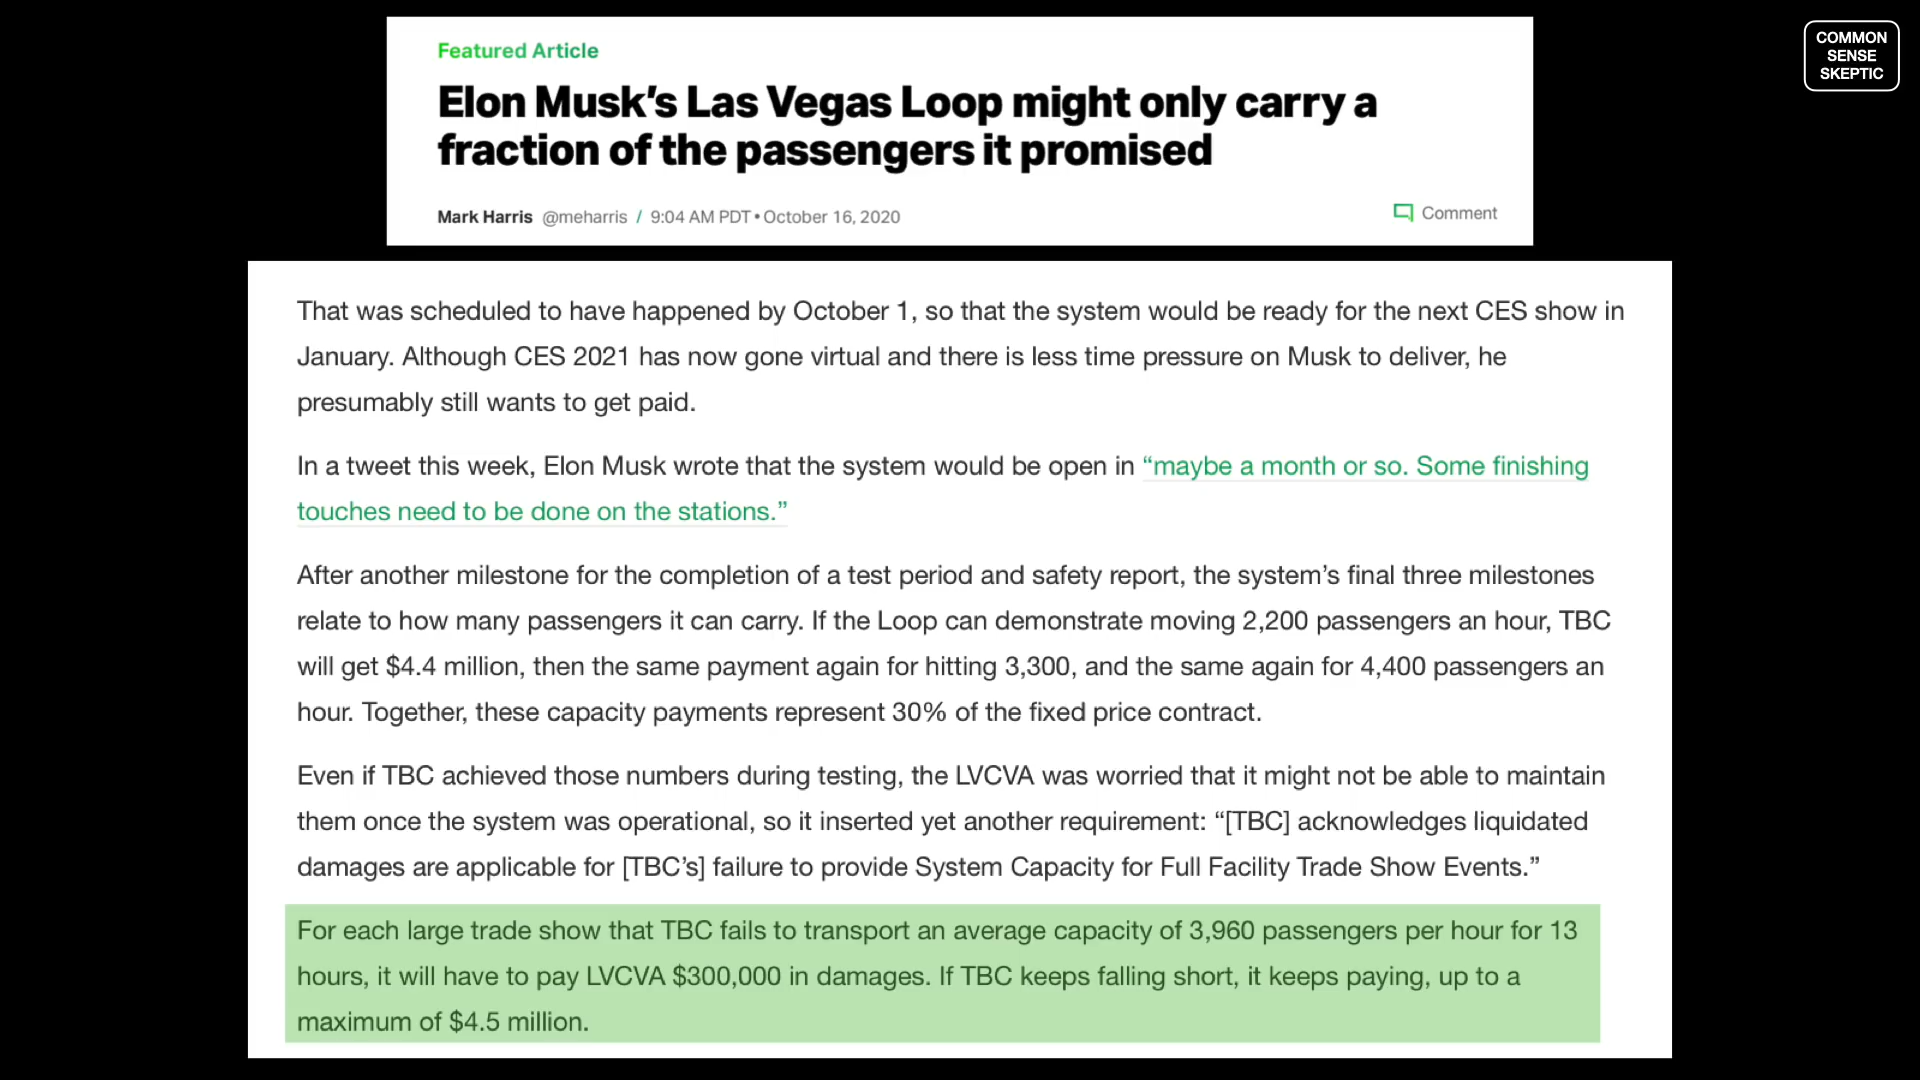 COMMON
SENSE
SKEPTIC
Featured Article
Elon Musk's Las Vegas Loop might only carry a
fraction of the passengers it promised
Mark Harris @meharris / 9:04 AM PDT • October 16, 2020
Comment
That was scheduled to have happened by October 1, so that the system would be ready for the next CES show in
January. Although CES 2021 has now gone virtual and there is less time pressure on Musk to deliver, he
presumably still wants to get paid.
In a tweet this week, Elon Musk wrote that the system would be open in “maybe a month or so. Some finishing
touches need to be done on the stations.”
After another milestone for the completion of a test period and safety report, the system’s final three milestones
relate to how many passengers it can carry. If the Loop can demonstrate moving 2,200 passengers an hour, TBC
will get $4.4 million, then the same payment again for hitting 3,300, and the same again for 4,400 passengers an
hour. Together, these capacity payments represent 30% of the fixed price contract.
Even if TBC achieved those numbers during testing, the LVCVA was worried that it might not be able to maintain
them once the system was operational, so it inserted yet another requirement: “[TBC] acknowledges liquidated
damages are applicable for [TBC’s] failure to provide System Capacity for Full Facility Trade Show Events.”
For each large trade show that TBC fails to transport an average capacity of 3,960 passengers per hour for 13
hours, it will have to pay LVCVA $300,000 in damages. If TBC keeps falling short, it keeps paying, up to a
maximum of $4.5 million.